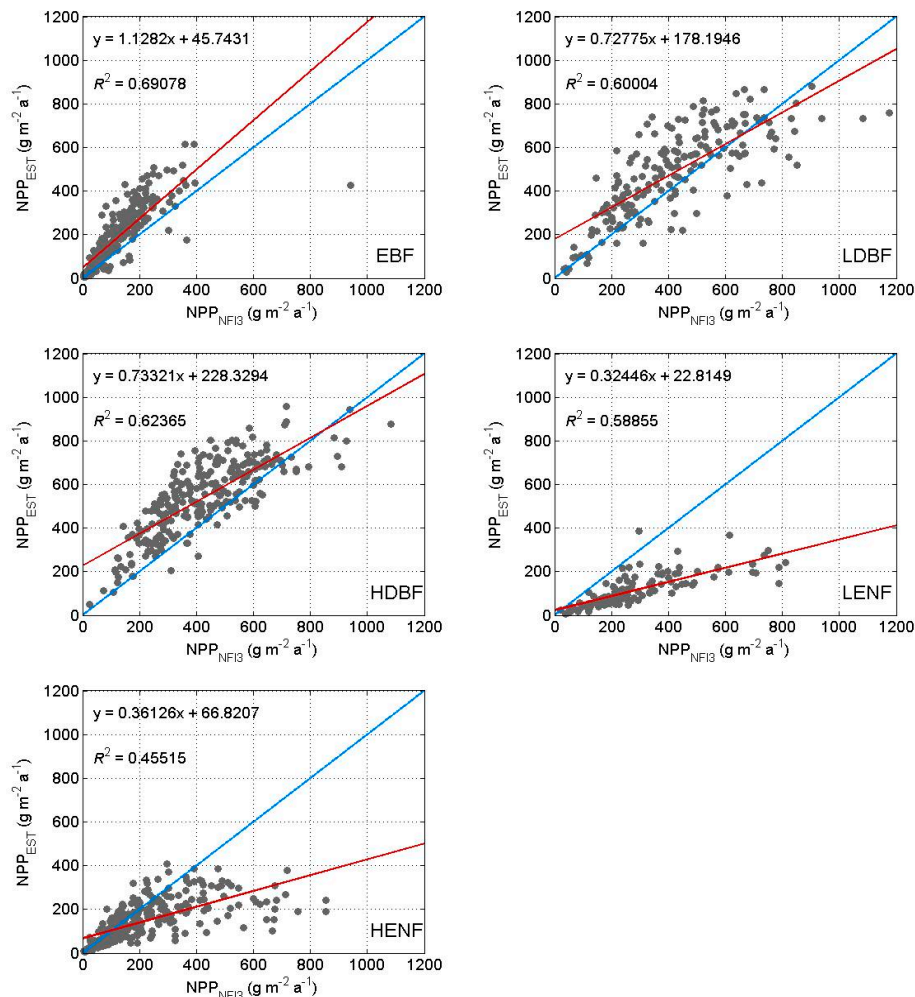 y = 1.1282x + 45.7431
R² = 0.69078
1200
1000
800
600
400
200
0
NPP_EST (g m⁻² a⁻¹)
EBF
0 200 400 600 800 1000 1200
NPP_NFI3 (g m⁻² a⁻¹)
y = 0.72775x + 178.1946
R² = 0.60004
1200
1000
800
600
400
200
0
NPP_EST (g m⁻² a⁻¹)
LDBF
0 200 400 600 800 1000 1200
NPP_NFI3 (g m⁻² a⁻¹)
y = 0.73321x + 228.3294
R² = 0.62365
1200
1000
800
600
400
200
0
NPP_EST (g m⁻² a⁻¹)
HDBF
0 200 400 600 800 1000 1200
NPP_NFI3 (g m⁻² a⁻¹)
y = 0.32446x + 22.8149
R² = 0.58855
1200
1000
800
600
400
200
0
NPP_EST (g m⁻² a⁻¹)
LENF
0 200 400 600 800 1000 1200
NPP_NFI3 (g m⁻² a⁻¹)
y = 0.36126x + 66.8207
R² = 0.45515
1200
1000
800
600
400
200
0
NPP_EST (g m⁻² a⁻¹)
HENF
0 200 400 600 800 1000 1200
NPP_NFI3 (g m⁻² a⁻¹)